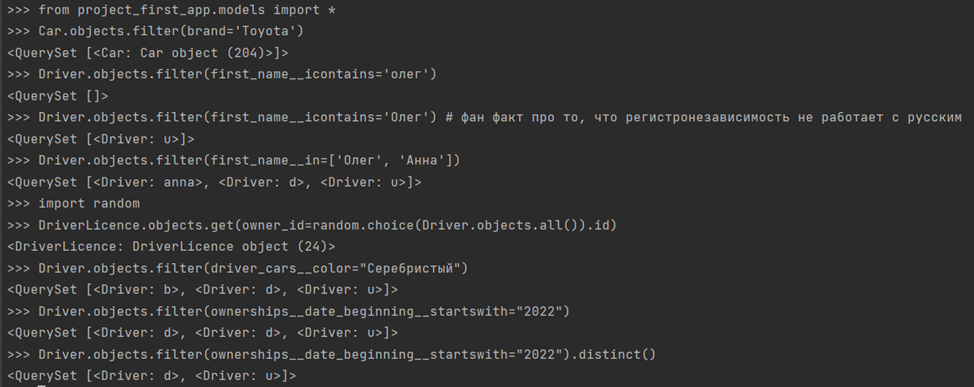 >>> from project_first_app.models import *
>>> Car.objects.filter(brand='Toyota')
<QuerySet [<Car: Car object (204)>]>
>>> Driver.objects.filter(first_name__icontains='олег')
<QuerySet []>
>>> Driver.objects.filter(first_name__icontains='Олег') # фан факт про то, что регистронезависимость не работает с русским
<QuerySet [<Driver: u>]>
>>> Driver.objects.filter(first_name__in=['Олег', 'Анна'])
<QuerySet [<Driver: anna>, <Driver: d>, <Driver: u>]>
>>> import random
>>> DriverLicence.objects.get(owner_id=random.choice(Driver.objects.all()).id)
<DriverLicence: DriverLicence object (24)>
>>> Driver.objects.filter(driver_cars__color="Серебристый")
<QuerySet [<Driver: b>, <Driver: d>, <Driver: u>]>
>>> Driver.objects.filter(ownerships__date_beginning__startswith="2022")
<QuerySet [<Driver: d>, <Driver: d>, <Driver: u>]>
>>> Driver.objects.filter(ownerships__date_beginning__startswith="2022").distinct()
<QuerySet [<Driver: d>, <Driver: u>]>